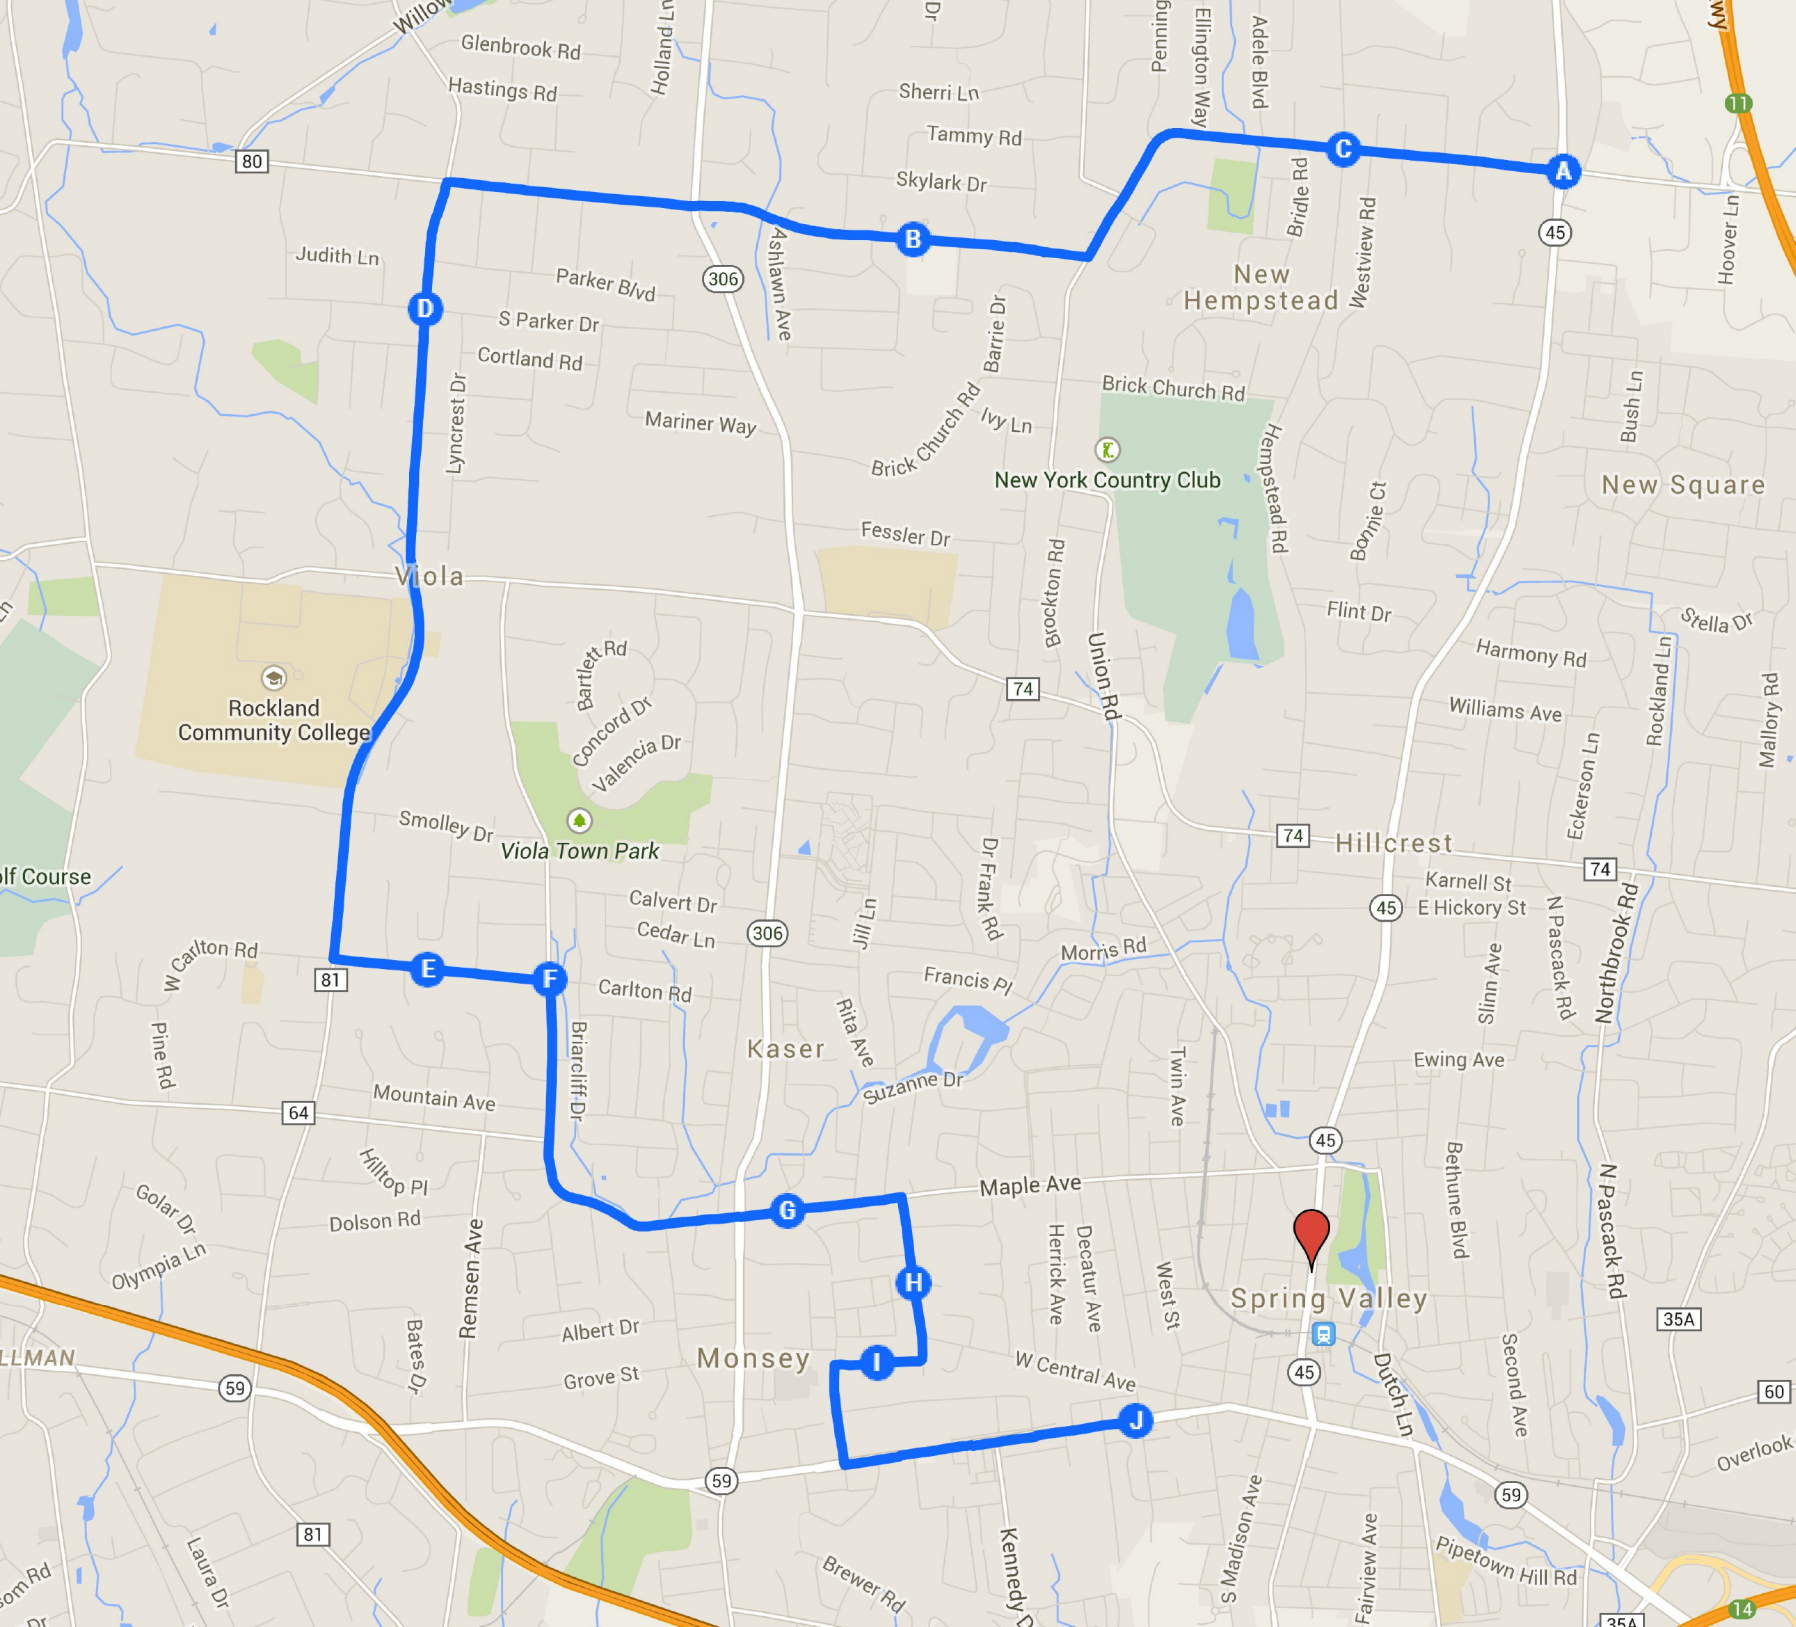 Willow
Glenbrook Rd
Hastings Rd
Holland Ln
Dr
Sherri Ln
Tammy Rd
Skylark Dr
Ellington Way
Adele Blvd
11
80
C
A
Bridle Rd
Westview Rd
45
Hoover Ln
B
Judith Ln
Parker Blvd
306
Ashlawn Ave
New
Hempstead
D
S Parker Dr
Cortland Rd
Barrie Dr
Lyncrest Dr
Mariner Way
Brick Church Rd
Ivy Ln
Brick Church Rd
Bush Ln
New York Country Club
Hempstead Rd
Bonnie Ct
New Square
Fessler Dr
Viola
Brockton Rd
Flint Dr
Stella Dr
Bartlett Rd
Union Rd
Harmony Rd
Rockland Ln
Rockland
Community College
Concord Dr
Valencia Dr
74
Williams Ave
Mallory Rd
Eckerson Ln
Smolley Dr
Viola Town Park
74
Hillcrest
74
lf Course
Dr Frank Rd
Karnell St
E Hickory St
45
Calvert Dr
Cedar Ln
306
Jill Ln
Morris Rd
N Pascack Rd
Northbrook Rd
W Carlton Rd
E
F
81
Carlton Rd
Francis Pl
Slinn Ave
Pine Rd
Briarcliff Dr
Kaser
Rita Ave
Suzanne Dr
Twin Ave
Ewing Ave
64
Mountain Ave
45
Hilltop Pl
Golar Dr
Dolson Rd
Olympia Ln
Remsen Ave
G
Maple Ave
Bethune Blvd
N Pascack Rd
H
Herrick Ave
Decatur Ave
West St
Spring Valley
35A
Albert Dr
Bates Dr
LLMAN
59
Grove St
Monsey
I
W Central Ave
45
Dutch Ln
Second Ave
60
J
Overlook
59
59
81
Laura Dr
Kennedy D
S Madison Ave
Fairview Ave
Pipetown Hill Rd
Brewer Rd
som Rd
Dr
14
35A